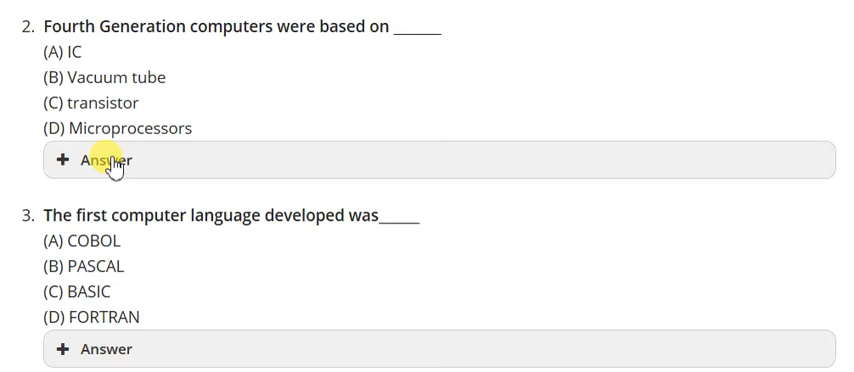 2. Fourth Generation computers were based on ______
(A) IC
(B) Vacuum tube
(C) transistor
(D) Microprocessors
+ Answer
3. The first computer language developed was_____
(A) COBOL
(B) PASCAL
(C) BASIC
(D) FORTRAN
+ Answer